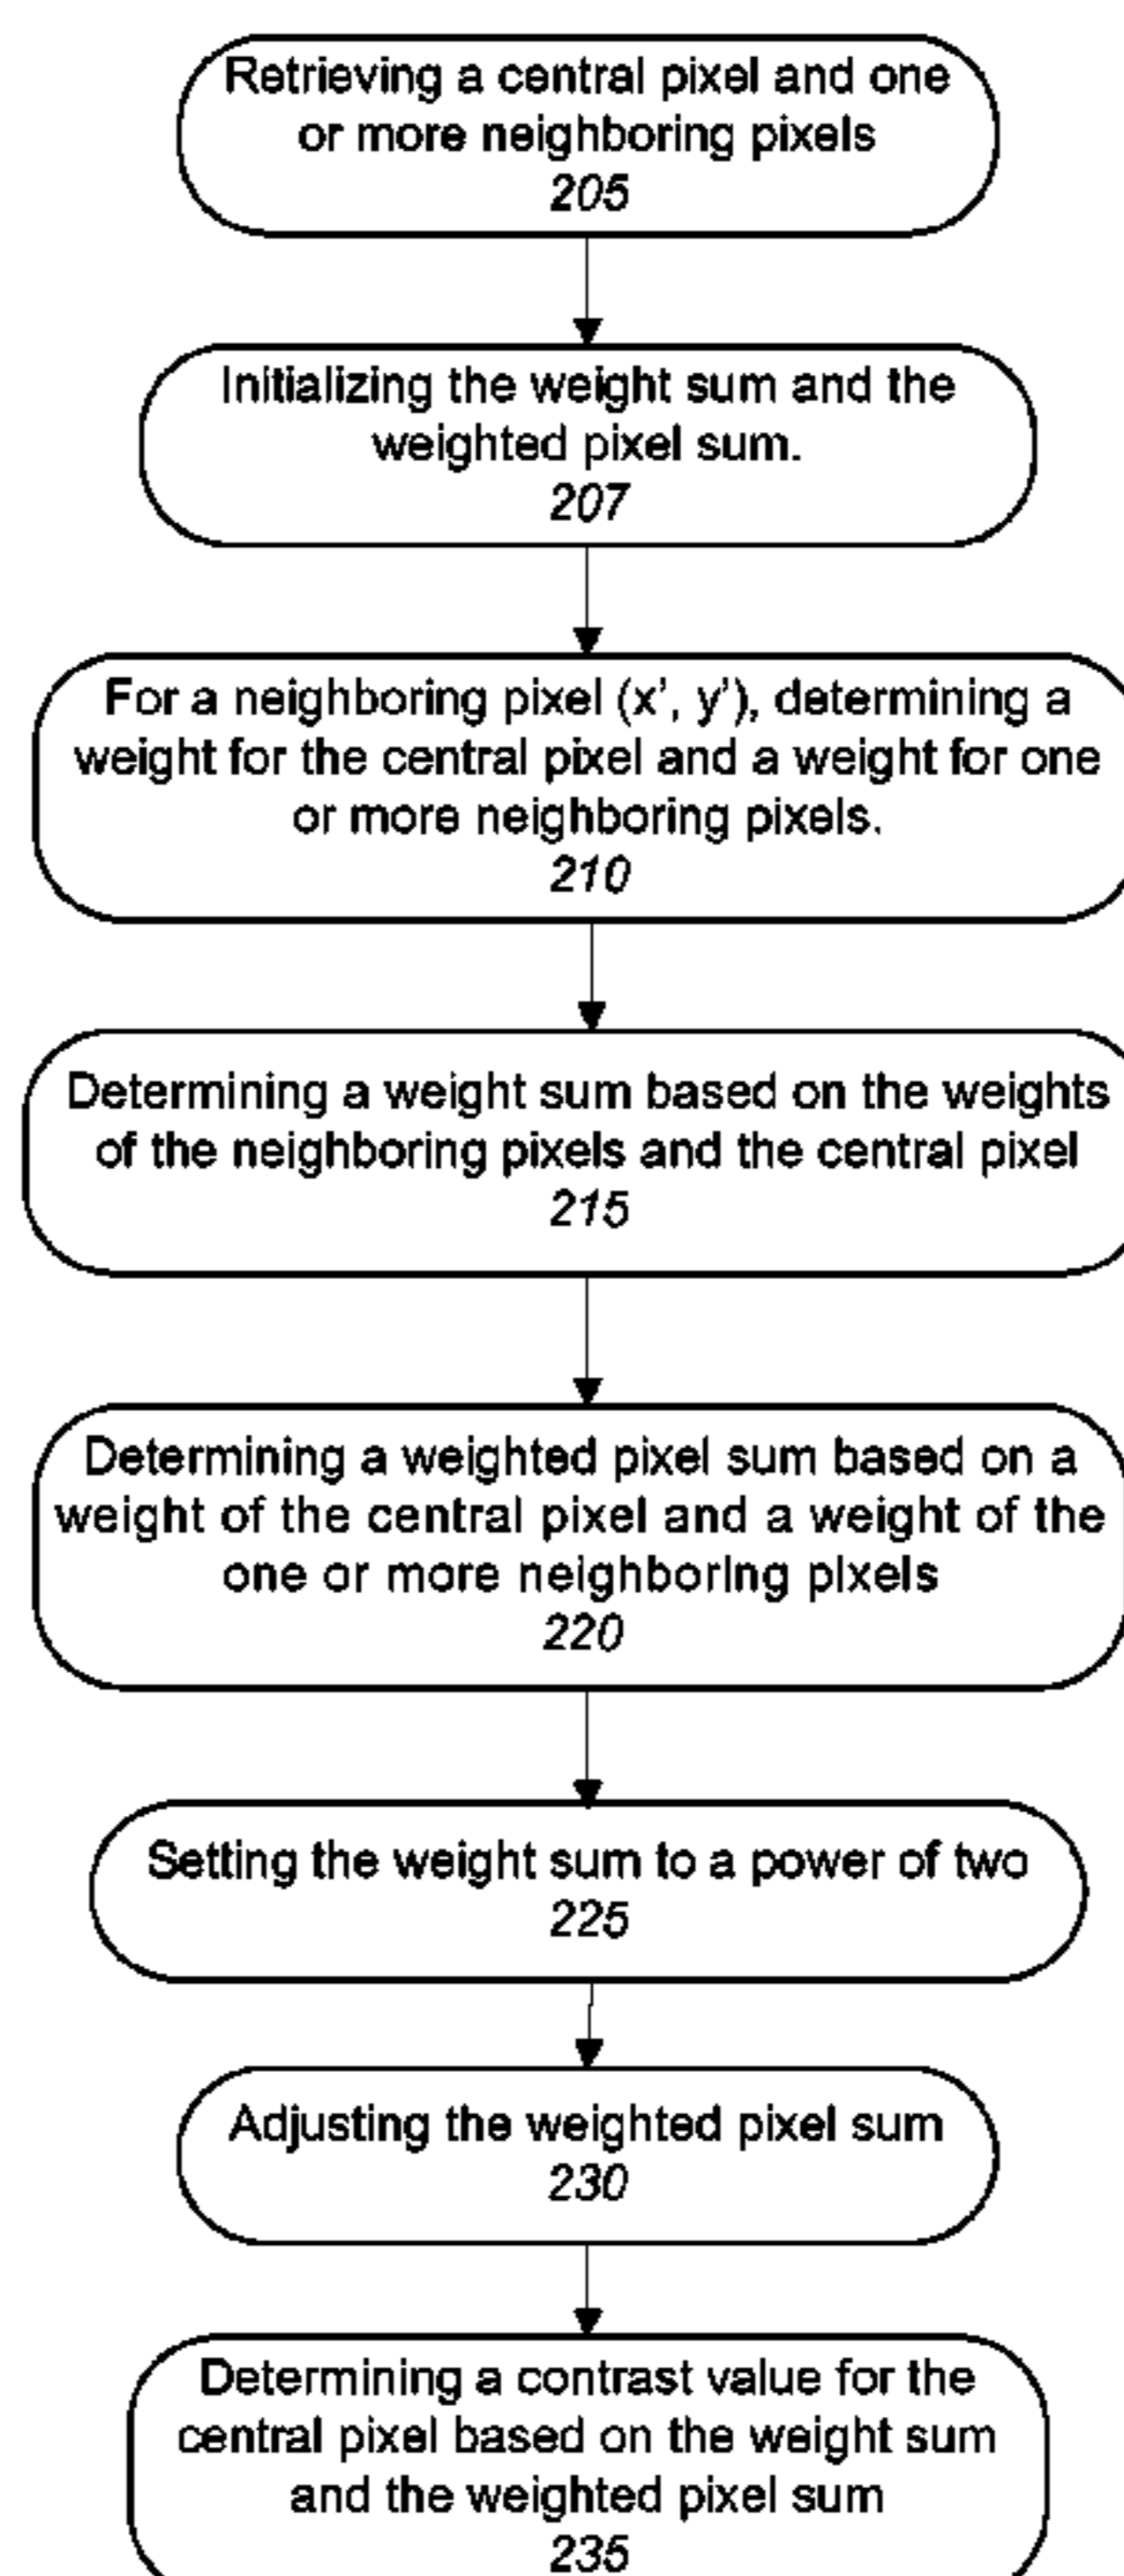 Retrieving a central pixel and one
or more neighboring pixels
205
Initializing the weight sum and the
weighted pixel sum.
207
For a neighboring pixel (x', y'), determining a
weight for the central pixel and a weight for one
or more neighboring pixels.
210
Determining a weight sum based on the weights
of the neighboring pixels and the central pixel
215
Determining a weighted pixel sum based on a
weight of the central pixel and a weight of the
one or more neighboring pixels
220
Setting the weight sum to a power of two
225
Adjusting the weighted pixel sum
230
Determining a contrast value for the
central pixel based on the weight sum
and the weighted pixel sum
235